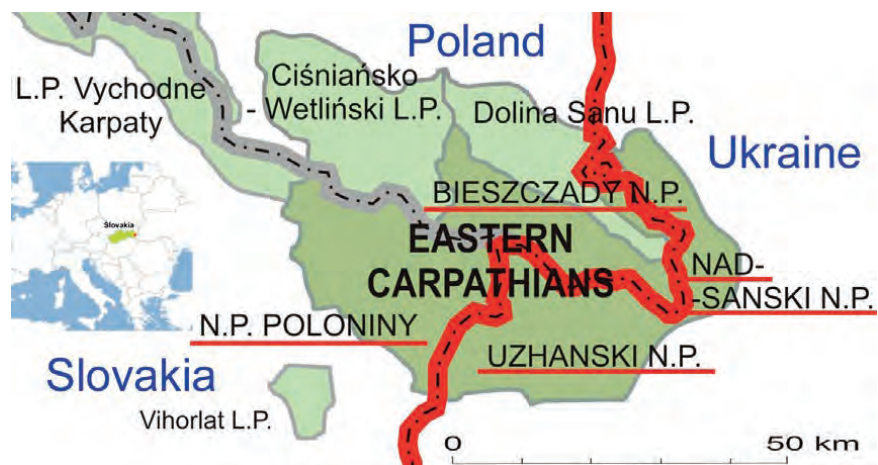 Poland
L.P. Vychodne
Karpaty
Ciśniańsko
- Wetliński L.P.
Dolina Sanu L.P.
Ukraine
Slovakia
BIESZCZADY N.P.
EASTERN
CARPATHIANS
NAD-
-SANSKI N.P.
N.P. POLONINY
UZHANSKI N.P.
Slovakia
Vihorlat L.P.
0 50 km